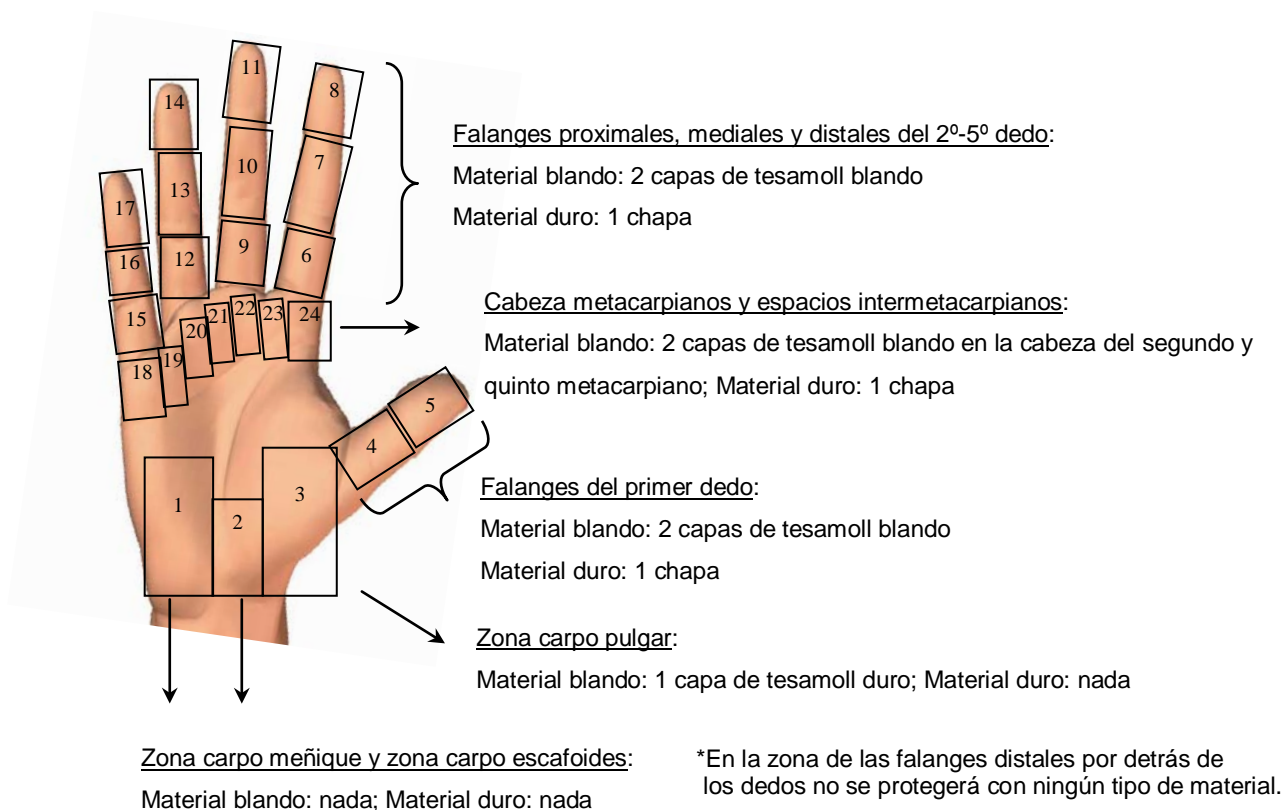 11
8
14
10
7
13
17
9
6
12
16
15
22
23
24
21
20
19
18
5
4
3
1
2
Falanges proximales, mediales y distales del 2º-5º dedo:
Material blando: 2 capas de tesamoll blando
Material duro: 1 chapa
Cabeza metacarpianos y espacios intermetacarpianos:
Material blando: 2 capas de tesamoll blando en la cabeza del segundo y
quinto metacarpiano; Material duro: 1 chapa
Falanges del primer dedo:
Material blando: 2 capas de tesamoll blando
Material duro: 1 chapa
Zona carpo pulgar:
Material blando: 1 capa de tesamoll duro; Material duro: nada
Zona carpo meñique y zona carpo escafoides:
Material blando: nada; Material duro: nada
*En la zona de las falanges distales por detrás de
los dedos no se protegerá con ningún tipo de material.